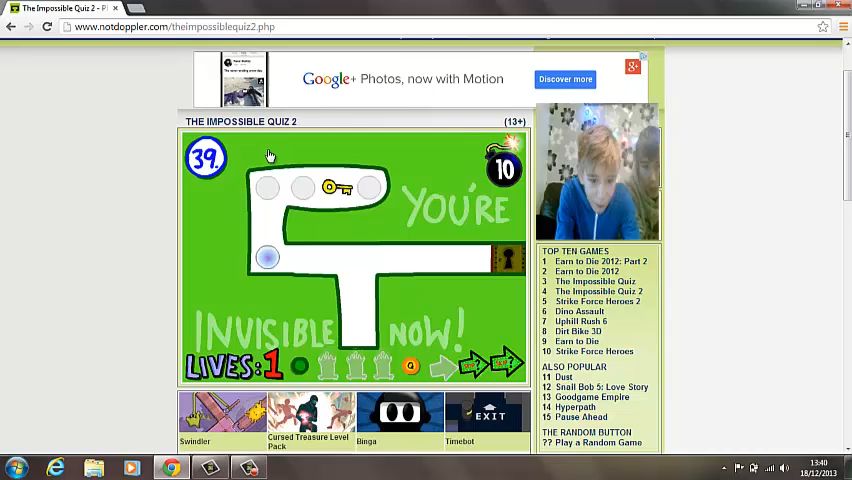 The Impossible Quiz 2 - Pl
www.notdoppler.com/theimpossiblequiz2.php
Google+ Photos, now with Motion
Discover more
THE IMPOSSIBLE QUIZ 2
(13+)
39.
10
YOU'RE
INVISIBLE NOW!
LIVES: 1
TOP TEN GAMES
1 Earn to Die 2012: Part 2
2 Earn to Die 2012
3 The Impossible Quiz
4 The Impossible Quiz 2
5 Strike Force Heroes 2
6 Dino Assault
7 Uphill Rush 6
8 Dirt Bike 3D
9 Earn to Die
10 Strike Force Heroes
ALSO POPULAR
11 Dust
12 Snail Bob 5: Love Story
13 Goodgame Empire
14 Hyperpath
15 Pause Ahead
THE RANDOM BUTTON
?? Play a Random Game
EXIT
Swindler
Cursed Treasure Level
Pack
Binga
Timebot
13:40
18/12/2013